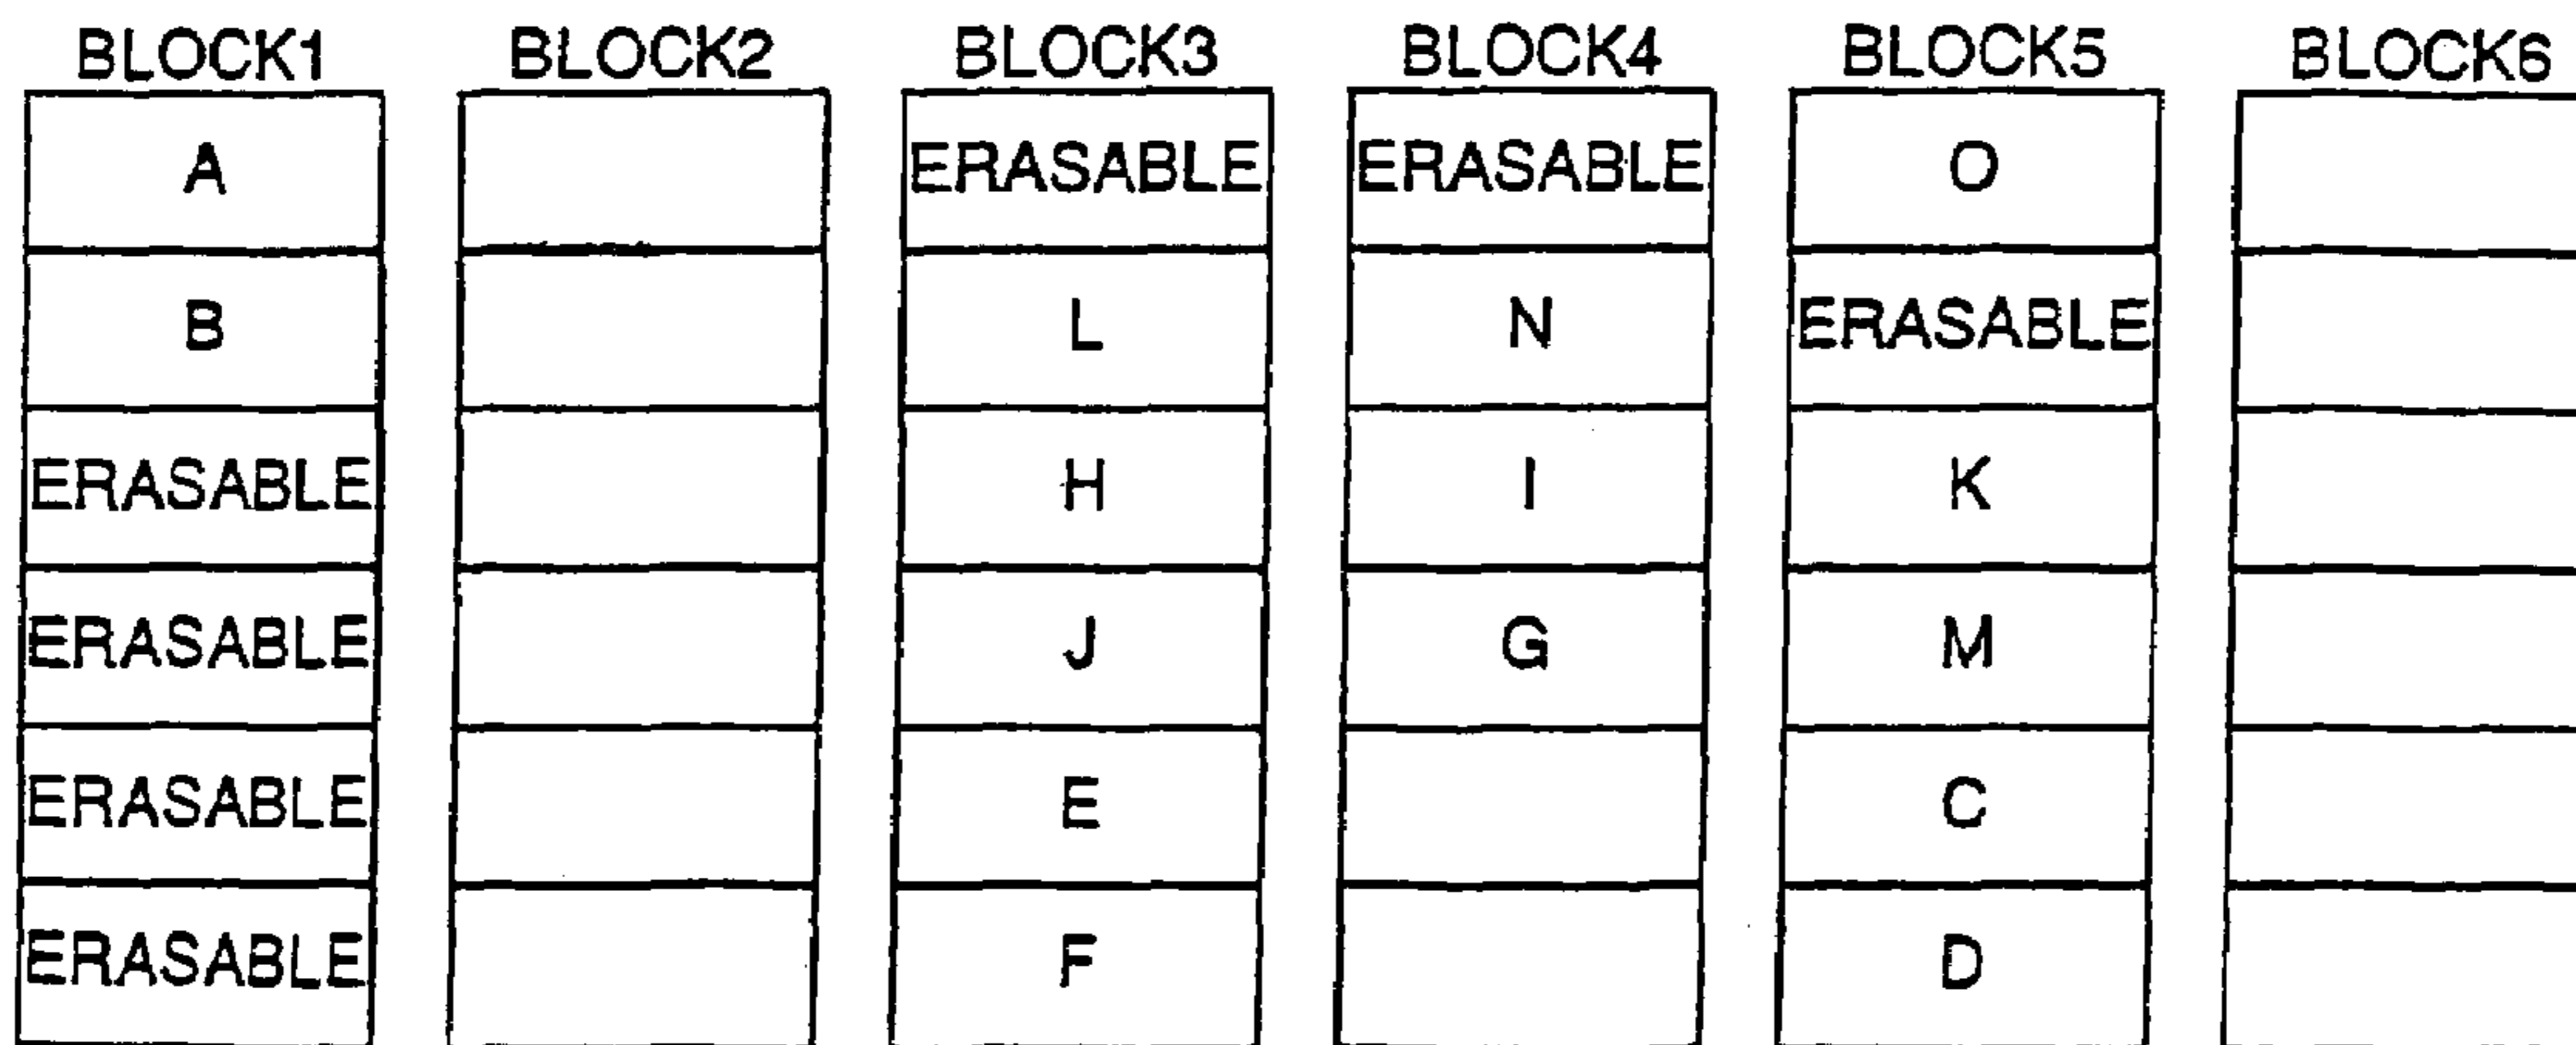 BLOCK1 BLOCK2 BLOCK3 BLOCK4 BLOCK5 BLOCK6
A ERASABLE ERASABLE O
B L N ERASABLE
ERASABLE H I K
ERASABLE J G M
ERASABLE E C
ERASABLE F D